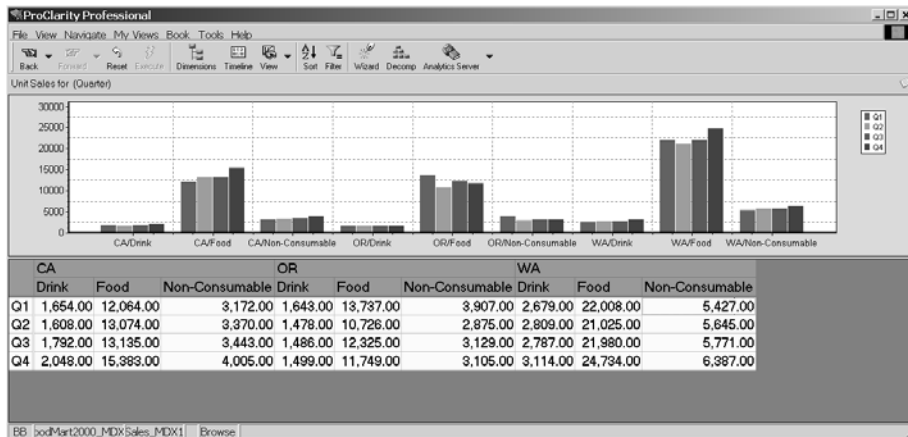 ProClarity Professional
File View Navigate My Views Book Tools Help
Back Forward Reset Execute Dimensions Timeline View Sort Filter Wizard Decomp Analytics Server
Unit Sales for (Quarter)
30000
25000
20000
15000
10000
5000
0
CA/Drink CA/Food CA/Non-Consumable OR/Drink OR/Food OR/Non-Consumable WA/Drink WA/Food WA/Non-Consumable
Q1
Q2
Q3
Q4
CA OR WA
Drink Food Non-Consumable Drink Food Non-Consumable Drink Food Non-Consumable
Q1 1,654.00 12,064.00 3,172.00 1,643.00 13,737.00 3,907.00 2,679.00 22,008.00 5,427.00
Q2 1,608.00 13,074.00 3,370.00 1,478.00 10,726.00 2,875.00 2,809.00 21,025.00 5,645.00
Q3 1,792.00 13,135.00 3,443.00 1,486.00 12,325.00 3,129.00 2,787.00 21,980.00 5,771.00
Q4 2,048.00 15,383.00 4,005.00 1,499.00 11,749.00 3,105.00 3,114.00 24,734.00 6,387.00
BB oodMart2000_MDX Sales_MDX1 Browse